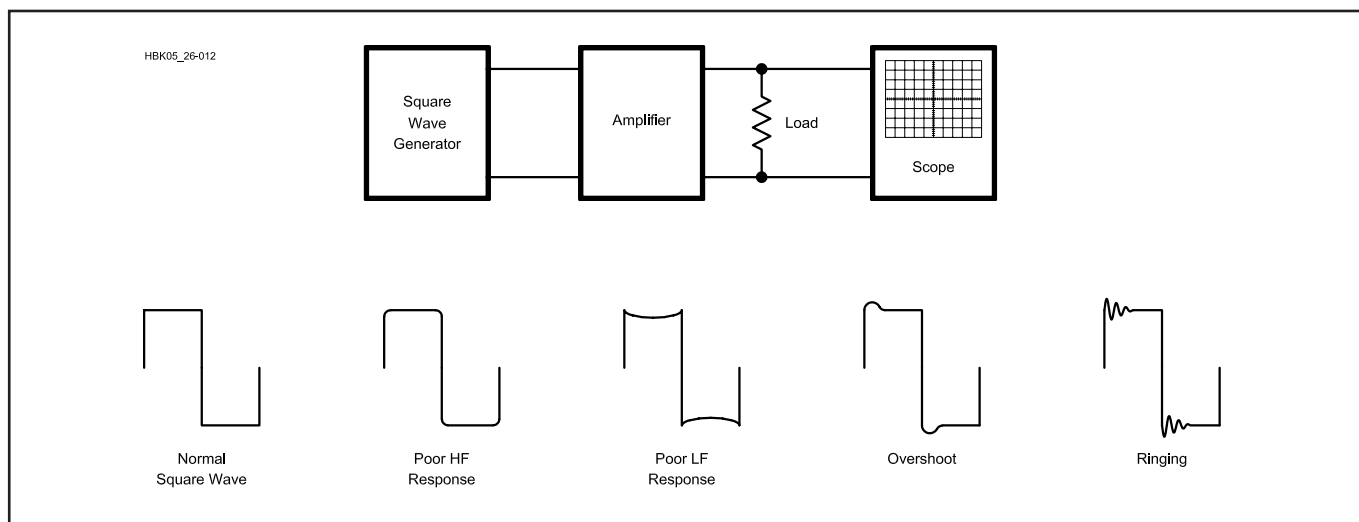 HBK05_26-012
Square
Wave
Generator
Amplifier
Load
Scope
Normal
Square Wave
Poor HF
Response
Poor LF
Response
Overshoot
Ringing